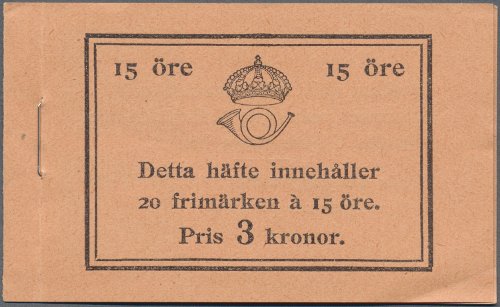 15 öre 15 öre
Detta häfte innehåller
20 frimärken à 15 öre.
Pris 3 kronor.